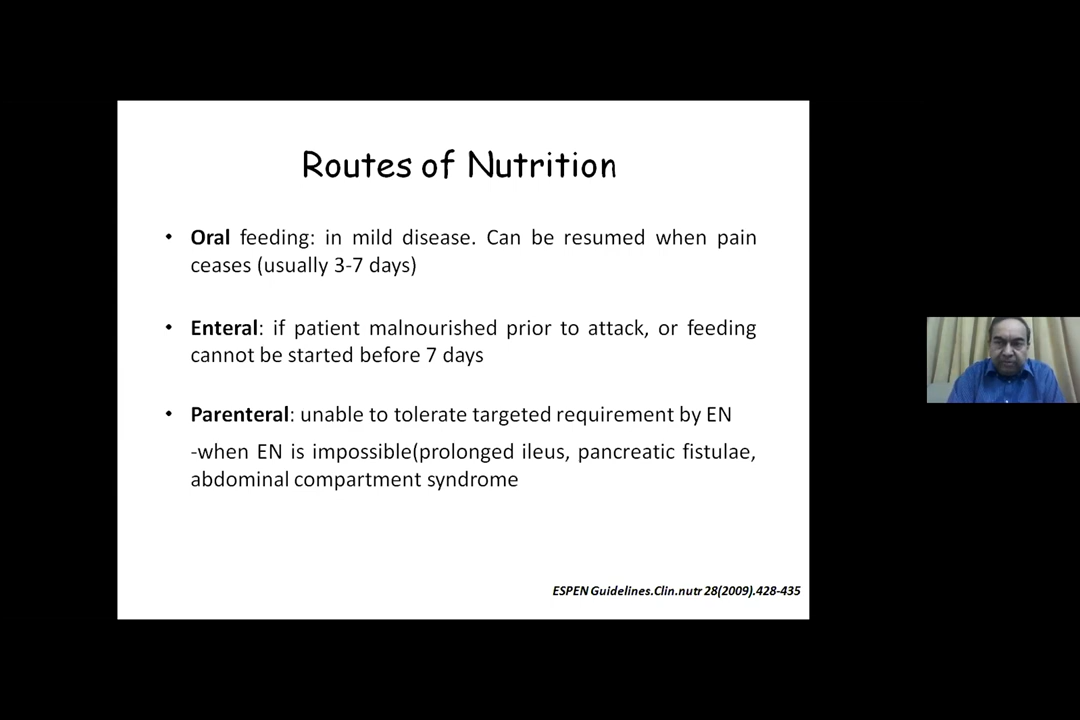 Routes of Nutrition
• Oral feeding: in mild disease. Can be resumed when pain
ceases (usually 3-7 days)
• Enteral: if patient malnourished prior to attack, or feeding
cannot be started before 7 days
• Parenteral: unable to tolerate targeted requirement by EN
-when EN is impossible(prolonged ileus, pancreatic fistulae,
abdominal compartment syndrome
ESPEN Guidelines.Clin.nutr 28(2009).428-435